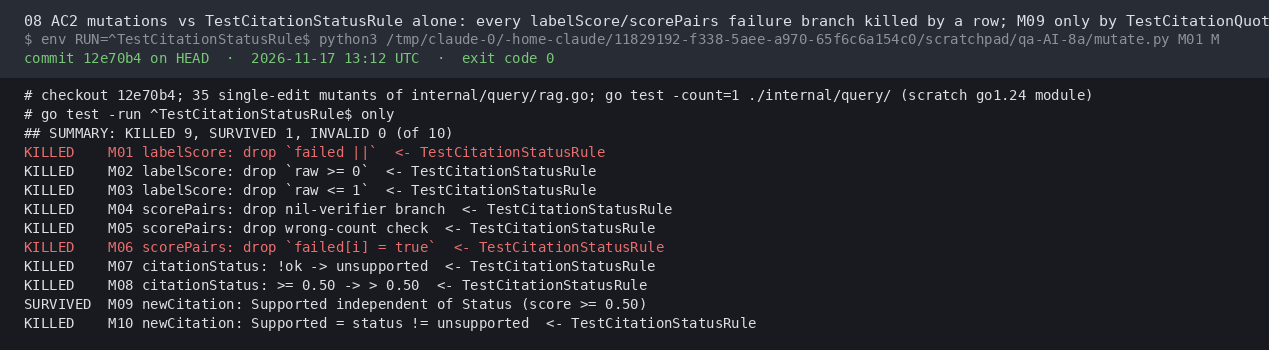 08 AC2 mutations vs TestCitationStatusRule alone: every labelScore/scorePairs failure branch killed by a row; M09 only by TestCitationQuot
$ env RUN=^TestCitationStatusRule$ python3 /tmp/claude-0/-home-claude/11829192-f338-5aee-a970-65f6c6a154c0/scratchpad/qa-AI-8a/mutate.py M01 M
commit 12e70b4 on HEAD · 2026-11-17 13:12 UTC · exit code 0
# checkout 12e70b4; 35 single-edit mutants of internal/query/rag.go; go test -count=1 ./internal/query/ (scratch go1.24 module)
# go test -run ^TestCitationStatusRule$ only
## SUMMARY: KILLED 9, SURVIVED 1, INVALID 0 (of 10)
KILLED    M01 labelScore: drop `failed ||`  <- TestCitationStatusRule
KILLED    M02 labelScore: drop `raw >= 0`  <- TestCitationStatusRule
KILLED    M03 labelScore: drop `raw <= 1`  <- TestCitationStatusRule
KILLED    M04 scorePairs: drop nil-verifier branch  <- TestCitationStatusRule
KILLED    M05 scorePairs: drop wrong-count check  <- TestCitationStatusRule
KILLED    M06 scorePairs: drop `failed[i] = true`  <- TestCitationStatusRule
KILLED    M07 citationStatus: !ok -> unsupported  <- TestCitationStatusRule
KILLED    M08 citationStatus: >= 0.50 -> > 0.50  <- TestCitationStatusRule
SURVIVED  M09 newCitation: Supported independent of Status (score >= 0.50)
KILLED    M10 newCitation: Supported = status != unsupported  <- TestCitationStatusRule